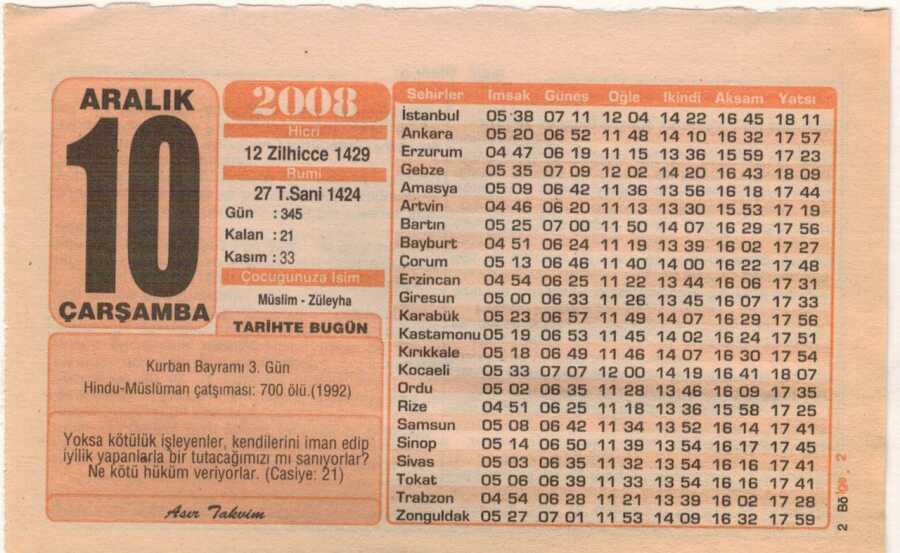 ARALIK
10
ÇARŞAMBA
2008
Hicri
12 Zilhicce 1429
Rumi
27 T.Sani 1424
Gün : 345
Kalan : 21
Kasım : 33
Çocuğunuza İsim
Müslim - Züleyha
TARİHTE BUGÜN
Kurban Bayramı 3. Gün
Hindu-Müslüman çatışması: 700 ölü.(1992)
Yoksa kötülük işleyenler, kendilerini iman edip
iyilik yapanlarla bir tutacağımızı mı sanıyorlar?
Ne kötü hüküm veriyorlar. (Casiye: 21)
Asır Takvim
Şehirler İmsak Güneş Öğle İkindi Akşam Yatsı
İstanbul 05 38 07 11 12 04 14 22 16 45 18 11
Ankara 05 20 06 52 11 48 14 10 16 32 17 57
Erzurum 04 47 06 19 11 15 13 36 15 59 17 23
Gebze 05 35 07 09 12 02 14 20 16 43 18 09
Amasya 05 09 06 42 11 36 13 56 16 18 17 44
Artvin 04 46 06 20 11 13 13 30 15 53 17 19
Bartın 05 25 07 00 11 50 14 07 16 29 17 56
Bayburt 04 51 06 24 11 19 13 39 16 02 17 27
Çorum 05 13 06 46 11 40 14 00 16 22 17 48
Erzincan 04 54 06 25 11 22 13 44 16 06 17 31
Giresun 05 00 06 33 11 26 13 45 16 07 17 33
Karabük 05 23 06 57 11 49 14 07 16 29 17 56
Kastamonu 05 19 06 53 11 45 14 02 16 24 17 51
Kırıkkale 05 18 06 49 11 46 14 07 16 30 17 54
Kocaeli 05 33 07 07 12 00 14 19 16 41 18 07
Ordu 05 02 06 35 11 28 13 46 16 09 17 35
Rize 04 51 06 25 11 18 13 36 15 58 17 25
Samsun 05 08 06 42 11 34 13 52 16 14 17 41
Sinop 05 14 06 50 11 39 13 54 16 17 17 45
Sivas 05 03 06 35 11 32 13 54 16 16 17 41
Tokat 05 06 06 39 11 33 13 54 16 16 17 41
Trabzon 04 54 06 28 11 21 13 39 16 02 17 28
Zonguldak 05 27 07 01 11 53 14 09 16 32 17 59
2 Bölge, 2